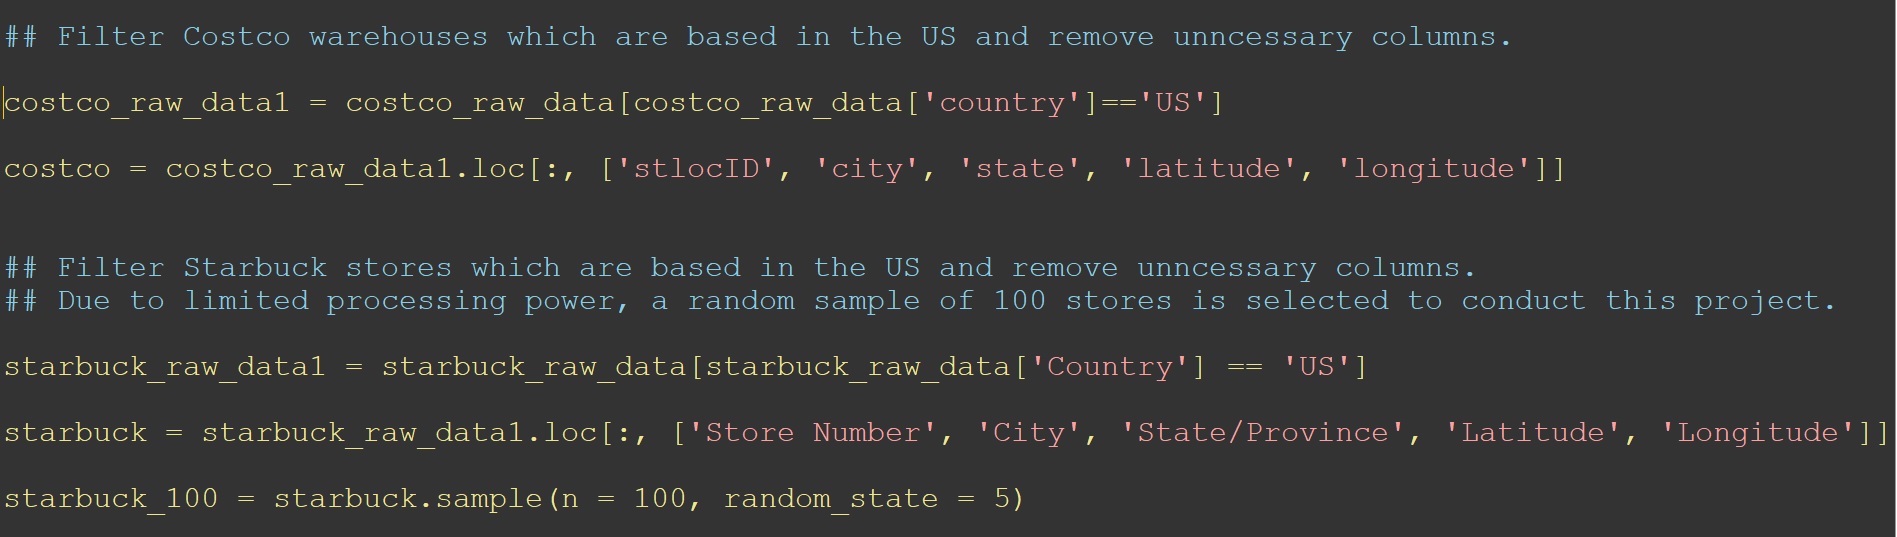 ## Filter Costco warehouses which are based in the US and remove unncessary columns.
costco_raw_data1 = costco_raw_data[costco_raw_data['country']=='US']
costco = costco_raw_data1.loc[:, ['stlocID', 'city', 'state', 'latitude', 'longitude']]
## Filter Starbuck stores which are based in the US and remove unncessary columns.
## Due to limited processing power, a random sample of 100 stores is selected to conduct this project.
starbuck_raw_data1 = starbuck_raw_data[starbuck_raw_data['Country'] == 'US']
starbuck = starbuck_raw_data1.loc[:, ['Store Number', 'City', 'State/Province', 'Latitude', 'Longitude']]
starbuck_100 = starbuck.sample(n = 100, random_state = 5)